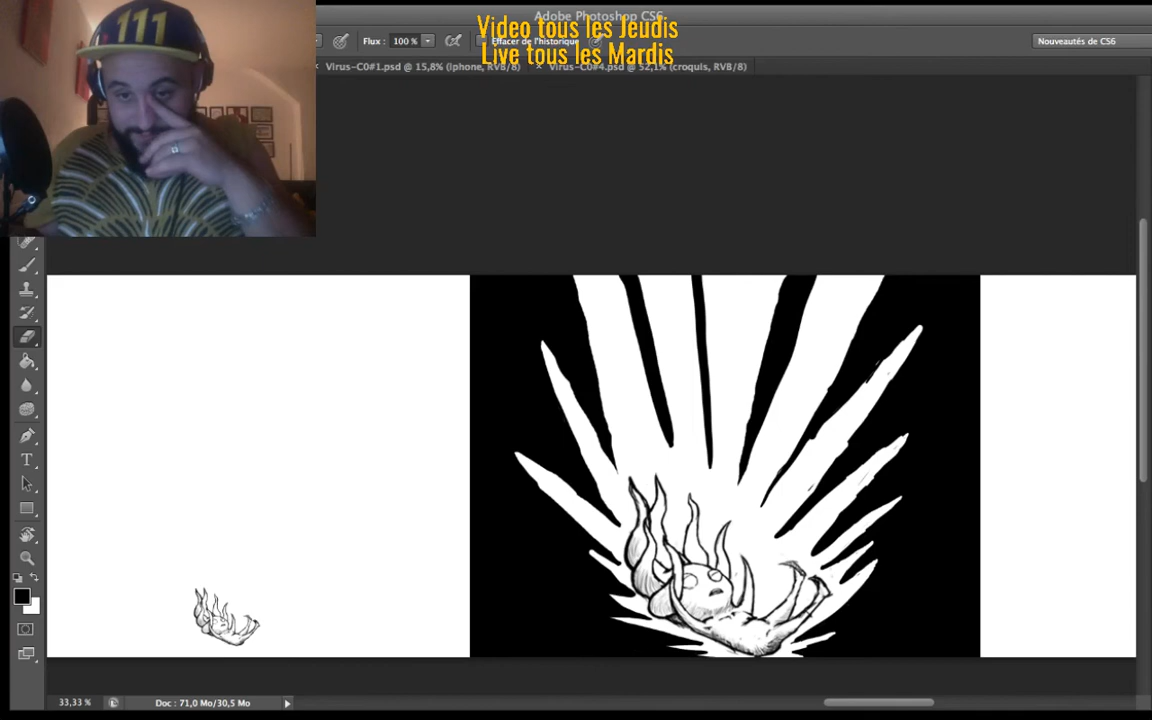 111
Adobe Photoshop CS6
Video tous les Jeudis
Flux : 100 % Effacer de l'historique Nouveautés de CS6
Live tous les Mardis
Virus-C0#1.psd @ 15,8% (iphone, RVB/8) × Virus-C0#4.psd @ 52,1% (croquis, RVB/8)
T
33,33 % Doc : 71,0 Mo/30,5 Mo